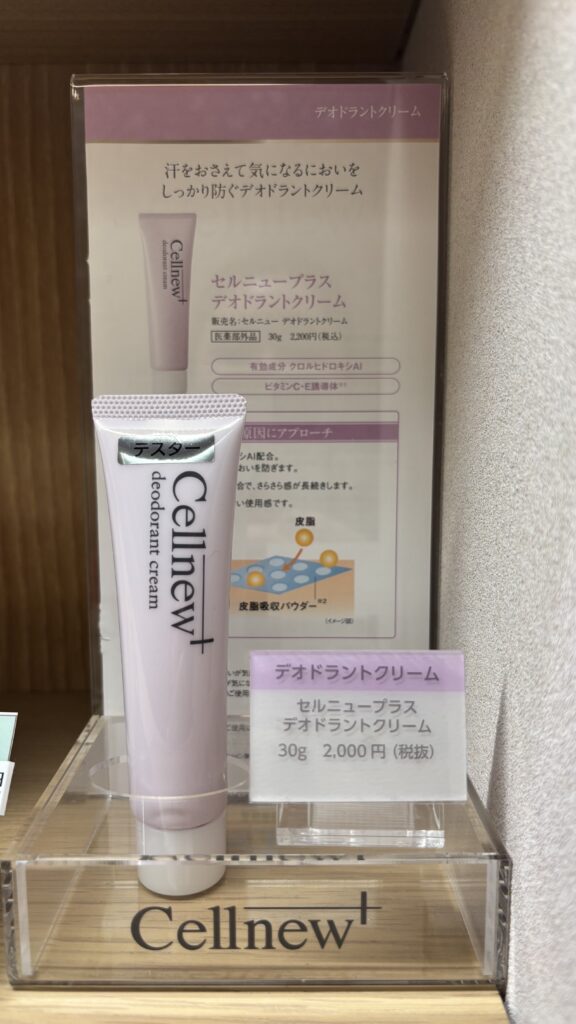 デオドラントクリーム
汗をおさえて気になるにおいを
しっかり防ぐデオドラントクリーム
Cellnew+
deodorant cream
セルニュープラス
デオドラントクリーム
販売名:セルニュー デオドラントクリーム
医薬部外品 30g 2,200円(税込)
有効成分 クロルヒドロキシAl
ビタミンC・E誘導体※1
原因にアプローチ
シAl配合。
おいを防ぎます。
合で、さらさら感が長続きします。
い使用感です。
皮脂
皮脂吸収パウダー※2
(イメージ図)
テスター
Cellnew+
deodorant cream
デオドラントクリーム
セルニュープラス
デオドラントクリーム
30g 2,000円(税抜)
Cellnew+
円